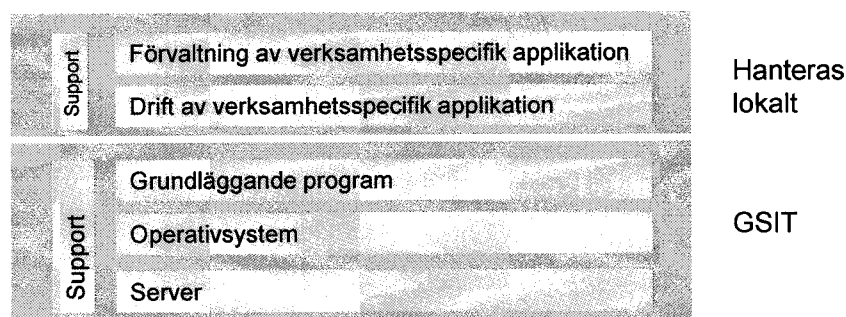 Support
Förvaltning av verksamhetsspecifik applikation
Drift av verksamhetsspecifik applikation
Hanteras
lokalt
Support
Grundläggande program
Operativsystem
Server
GSIT